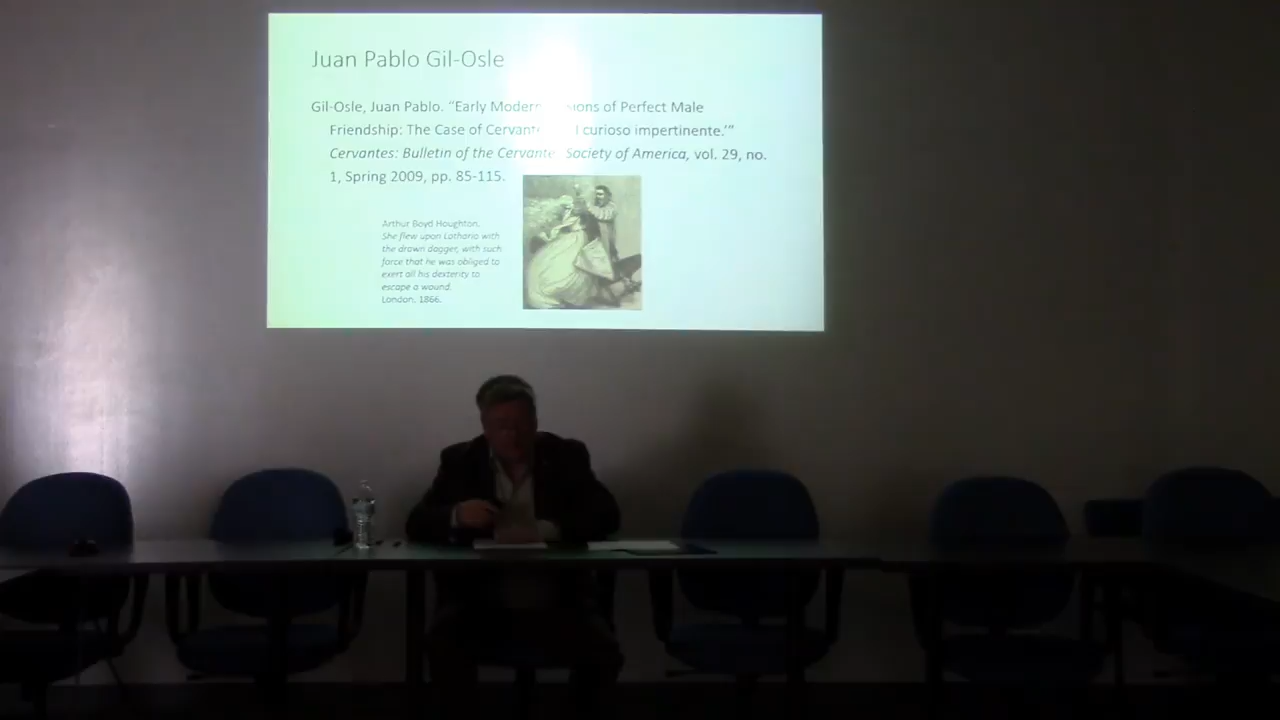 Juan Pablo Gil-Osle
Gil-Osle, Juan Pablo. “Early Modern sions of Perfect Male
Friendship: The Case of Cervant l curioso impertinente.’”
Cervantes: Bulletin of the Cervante Society of America, vol. 29, no.
1, Spring 2009, pp. 85-115.
Arthur Boyd Houghton.
She flew upon Lothario with
the drawn dagger, with such
force that he was obliged to
exert all his dexterity to
escape a wound.
London. 1866.